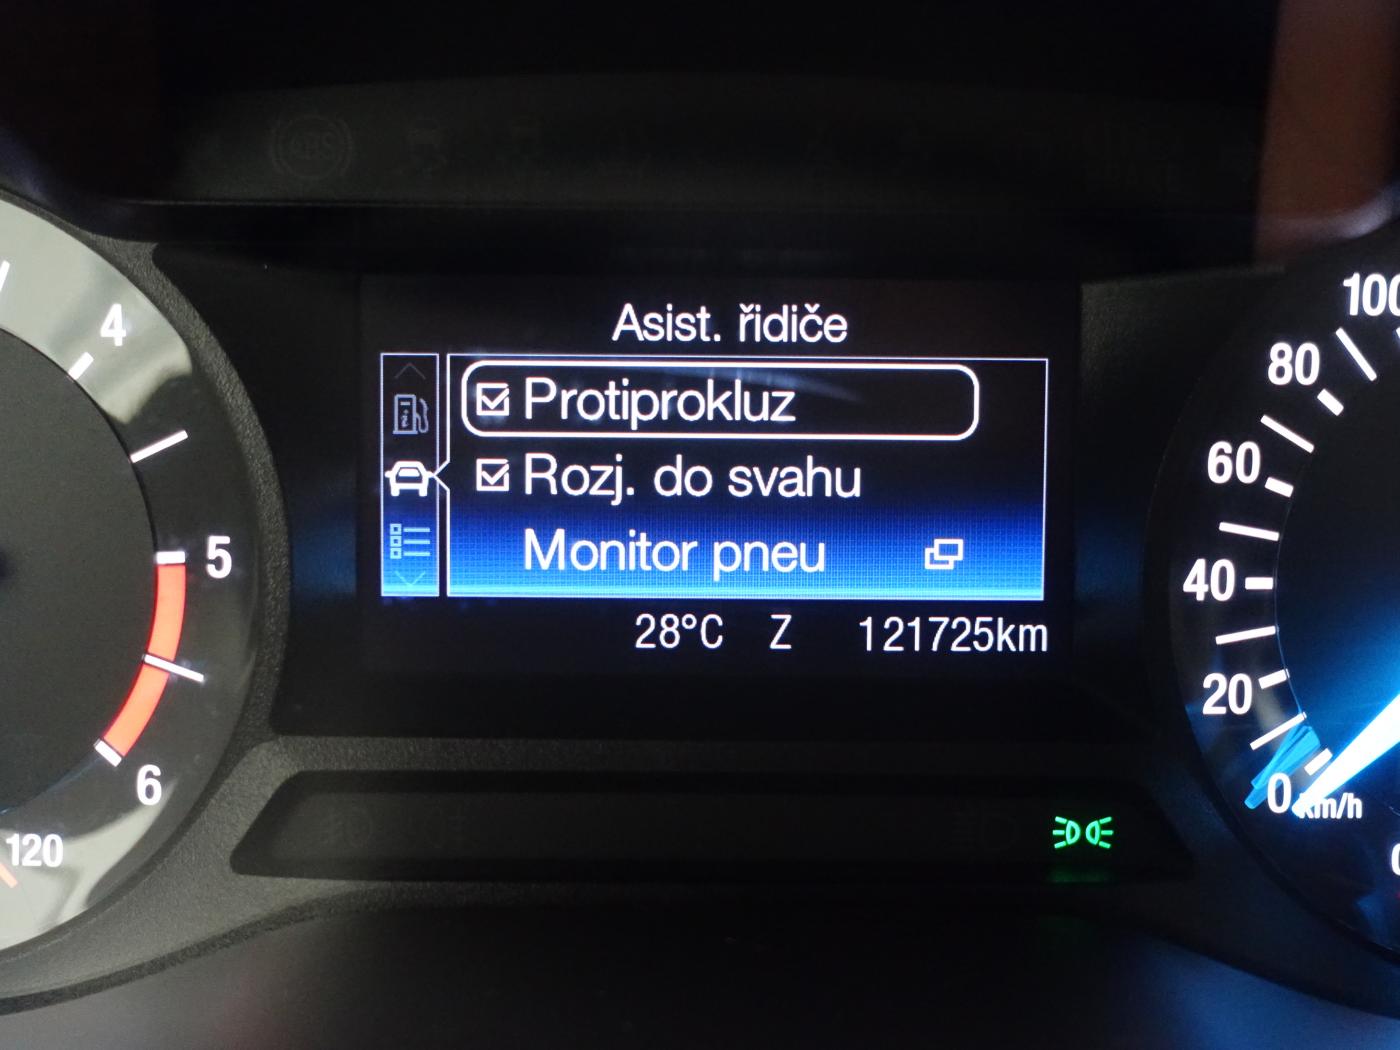 ABS
4
5
6
120
Asist. řidiče
Protiprokluz
Rozj. do svahu
Monitor pneu
28°C Z 121725km
100
80
60
40
20
0 km/h